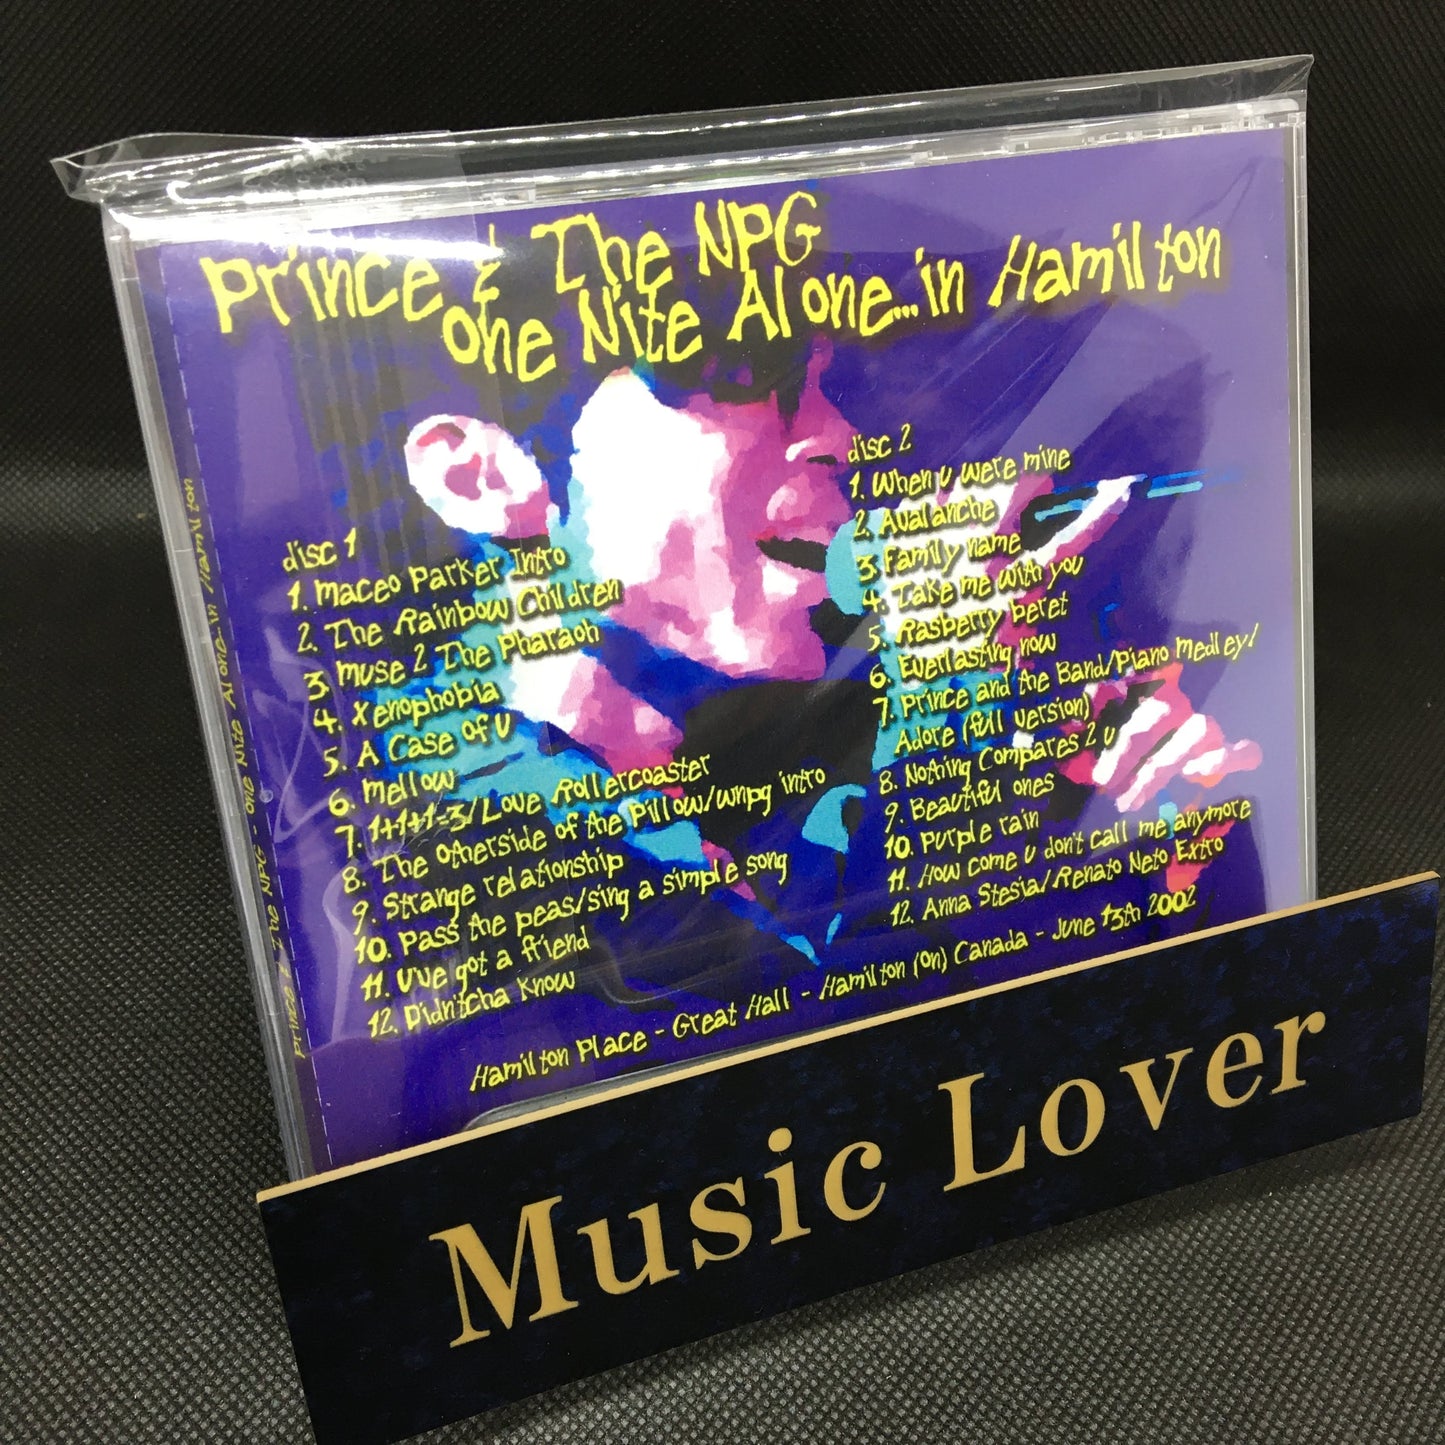 Prince & The NPG
One Nite Alone...in Hamilton
disc 1
1. Maceo Parker Intro
2. The Rainbow Children
3. Muse 2 The Pharaoh
4. Xenophobia
5. A Case of U
6. Mellow
7. 1+1+1=3/Love Rollercoaster
8. The Otherside of the Pillow/wnpg intro
9. Strange relationship
10. Pass the peas/sing a simple song
11. U've got a friend
12. Didn'tcha Know
disc 2
1. When u were mine
2. Avalanche
3. Family name
4. Take me with you
5. Rasberry beret
6. Everlasting now
7. Prince and the Band/Piano Medley/
Adore (full version)
8. Nothing Compares 2 u
9. Beautiful ones
10. Purple rain
11. How come u don't call me anymore
12. Anna Stesia/Renato Neto Extro
Hamilton Place - Great Hall - Hamilton (on) Canada - June 13th 2002
Prince & The NPG - One Nite Alone...in Hamilton
Music Lover